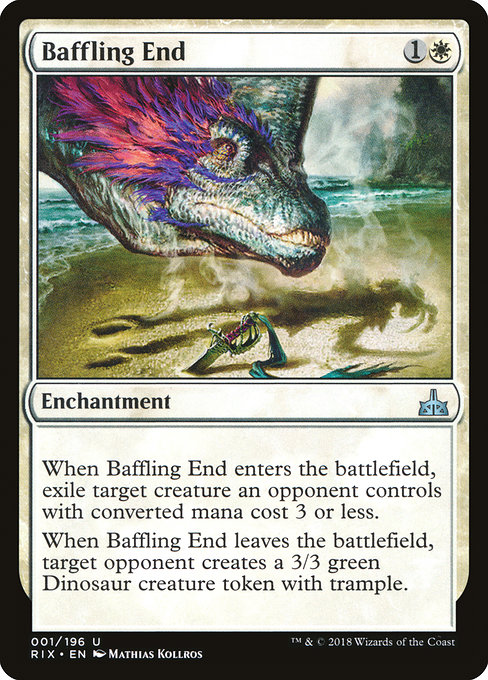 Baffling End 1
Enchantment
When Baffling End enters the battlefield,
exile target creature an opponent controls
with converted mana cost 3 or less.
When Baffling End leaves the battlefield,
target opponent creates a 3/3 green
Dinosaur creature token with trample.
001/196 U
RIX • EN Mathias Kollros
™ & © 2018 Wizards of the Coast